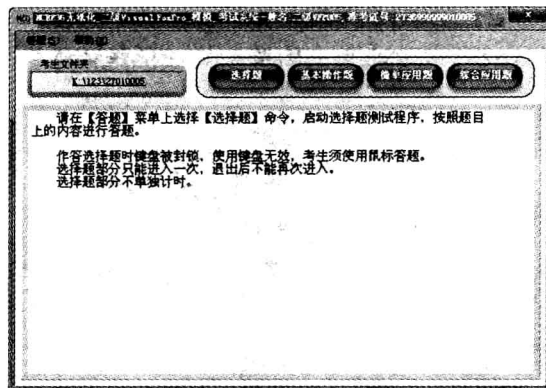 考生文件夹
K:\123\27010005
选择题
基本操作题
简单应用题
综合应用题
请在【答题】菜单上选择【选择题】命令，启动选择题测试程序，按照题目
上的内容进行答题。
作答选择题时键盘被封锁，使用键盘无效，考生须使用鼠标答题。
选择题部分只能进入一次，退出后不能再次进入。
选择题部分不单独计时。